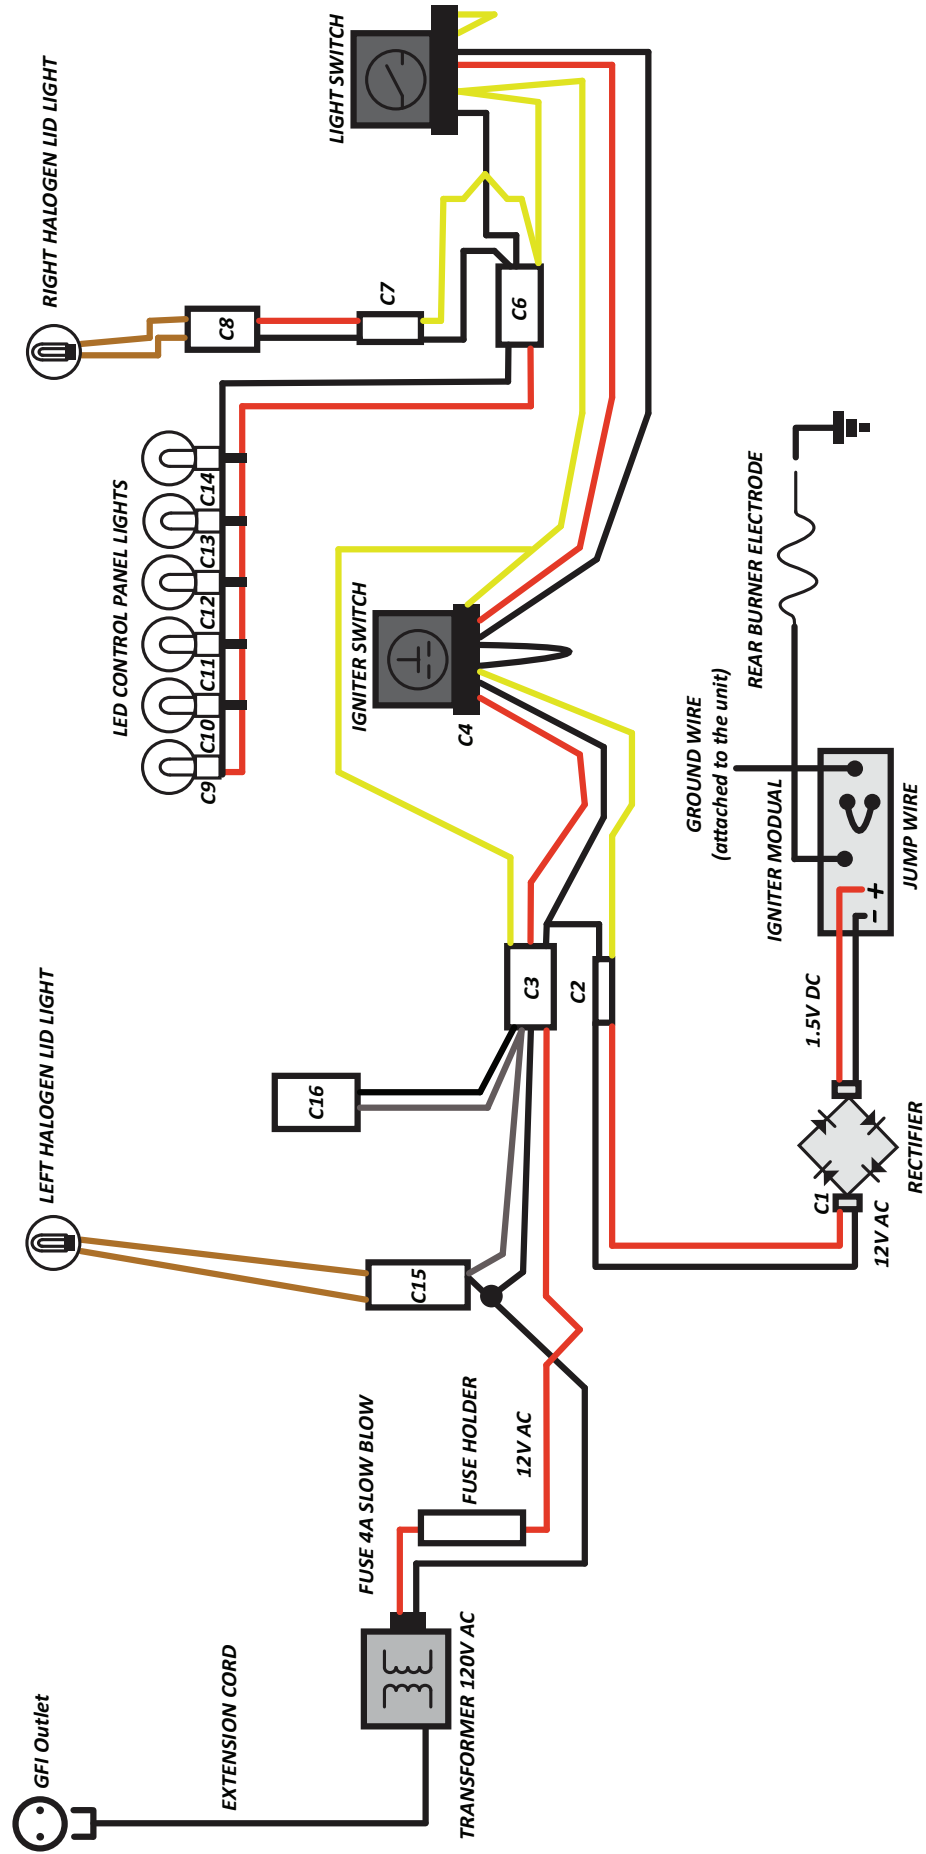 GFI Outlet
EXTENSION CORD
TRANSFORMER 120V AC
FUSE 4A SLOW BLOW
FUSE HOLDER
12V AC
LEFT HALOGEN LID LIGHT
C15
C16
C3
C2
C1
12V AC
RECTIFIER
1.5V DC
IGNITER MODUAL
- +
JUMP WIRE
GROUND WIRE
(attached to the unit)
REAR BURNER ELECTRODE
C4
IGNITER SWITCH
LED CONTROL PANEL LIGHTS
C9
C10
C11
C12
C13
C14
RIGHT HALOGEN LID LIGHT
C8
C7
C6
LIGHT SWITCH